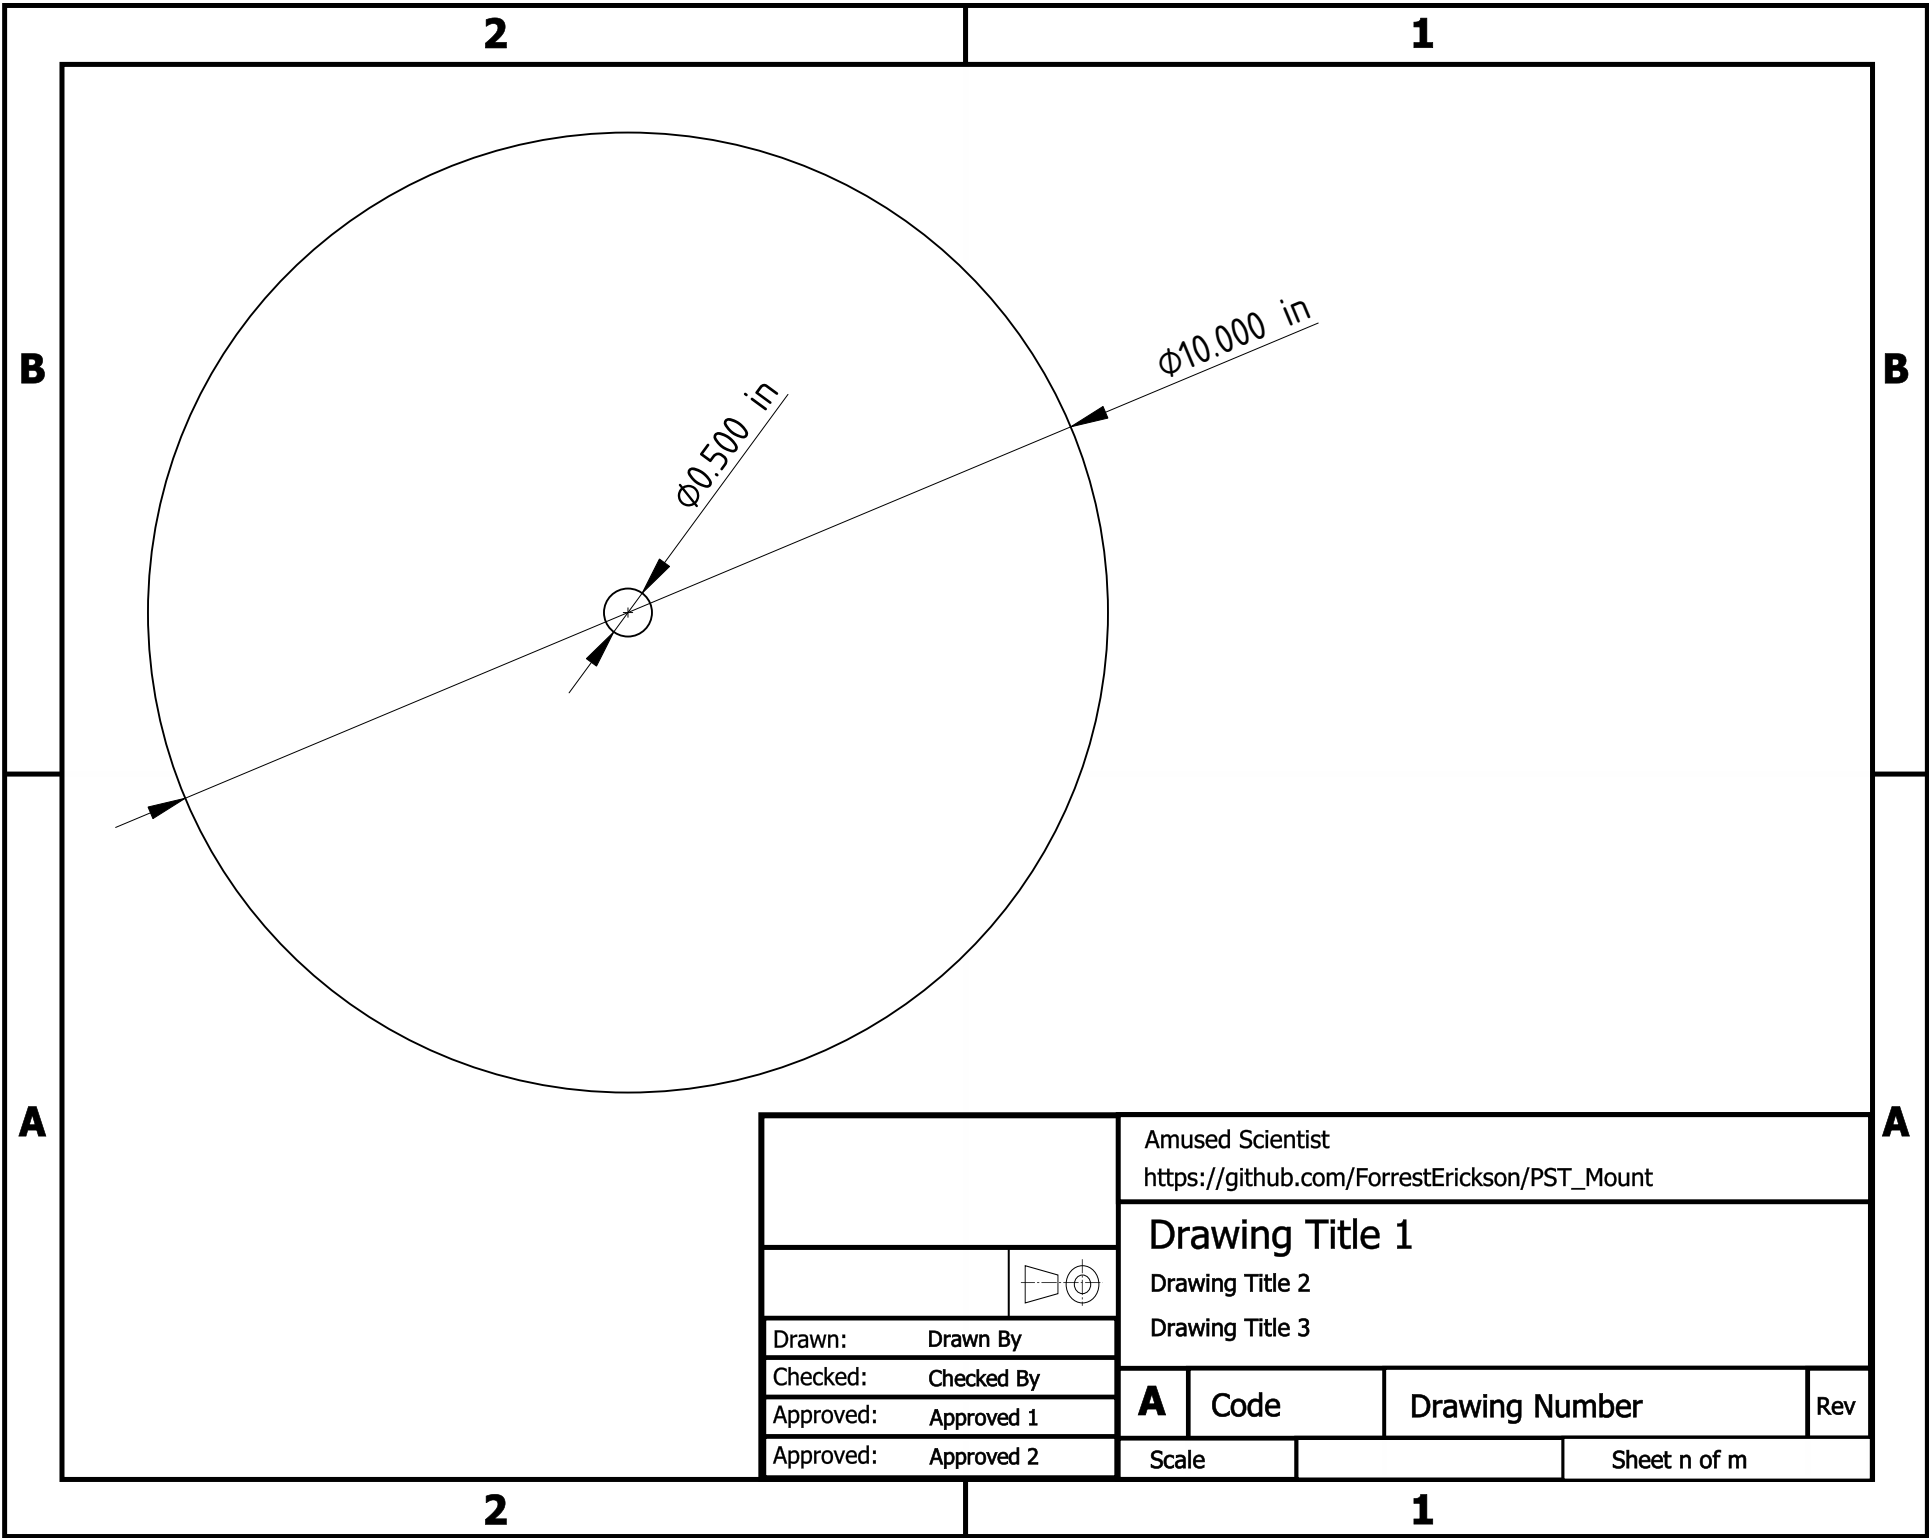 2 1
B B
⌀10.000 in
⌀0.500 in
A A
Amused Scientist
https://github.com/ForrestErickson/PST_Mount
Drawing Title 1
Drawing Title 2
Drawing Title 3
Drawn: Drawn By
Checked: Checked By
Approved: Approved 1
Approved: Approved 2
A Code Drawing Number Rev
Scale Sheet n of m
2 1